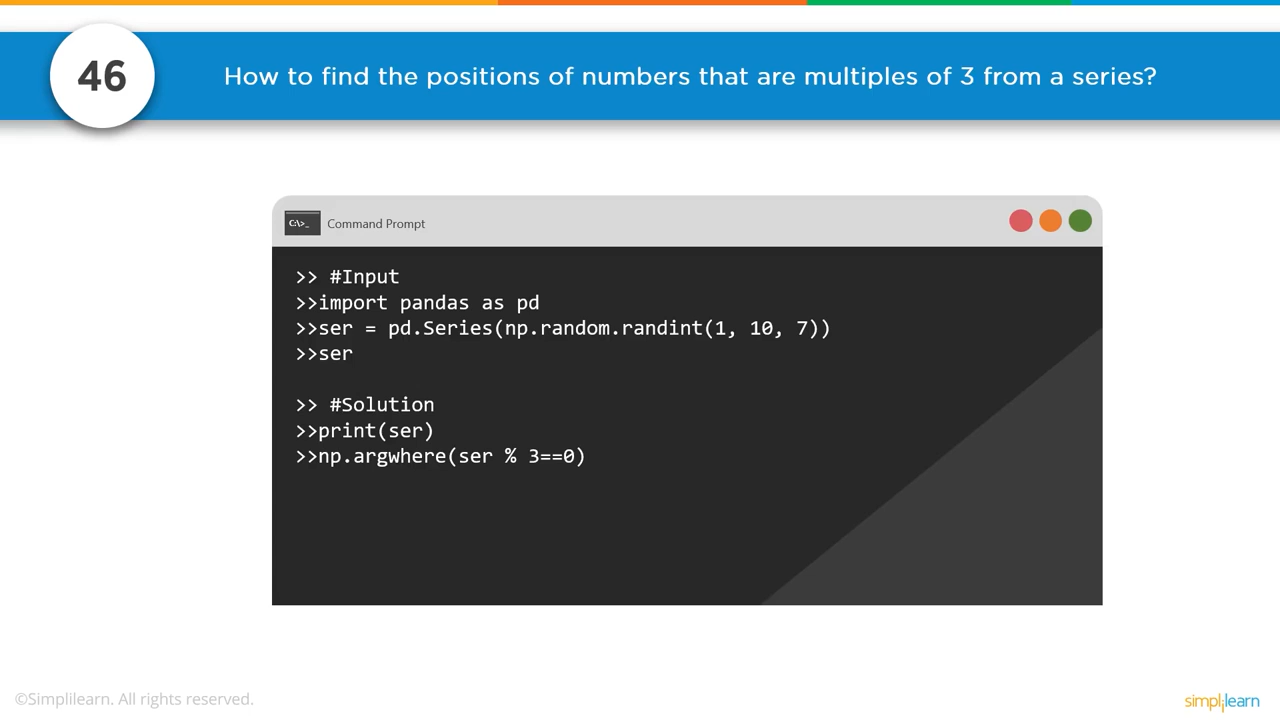 46
How to find the positions of numbers that are multiples of 3 from a series?
C:\>_ Command Prompt
>> #Input
>>import pandas as pd
>>ser = pd.Series(np.random.randint(1, 10, 7))
>>ser
>> #Solution
>>print(ser)
>>np.argwhere(ser % 3==0)
©Simplilearn. All rights reserved.
simplilearn